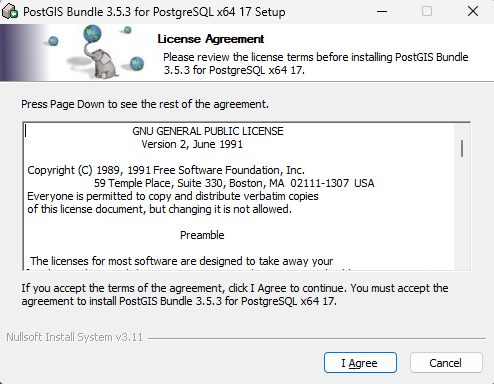 PostGIS Bundle 3.5.3 for PostgreSQL x64 17 Setup
License Agreement
Please review the license terms before installing PostGIS Bundle
3.5.3 for PostgreSQL x64 17.
Press Page Down to see the rest of the agreement.
GNU GENERAL PUBLIC LICENSE
Version 2, June 1991
Copyright (C) 1989, 1991 Free Software Foundation, Inc.
59 Temple Place, Suite 330, Boston, MA  02111-1307  USA
Everyone is permitted to copy and distribute verbatim copies
of this license document, but changing it is not allowed.
Preamble
The licenses for most software are designed to take away your
If you accept the terms of the agreement, click I Agree to continue. You must accept the
agreement to install PostGIS Bundle 3.5.3 for PostgreSQL x64 17.
Nullsoft Install System v3.11
I Agree
Cancel